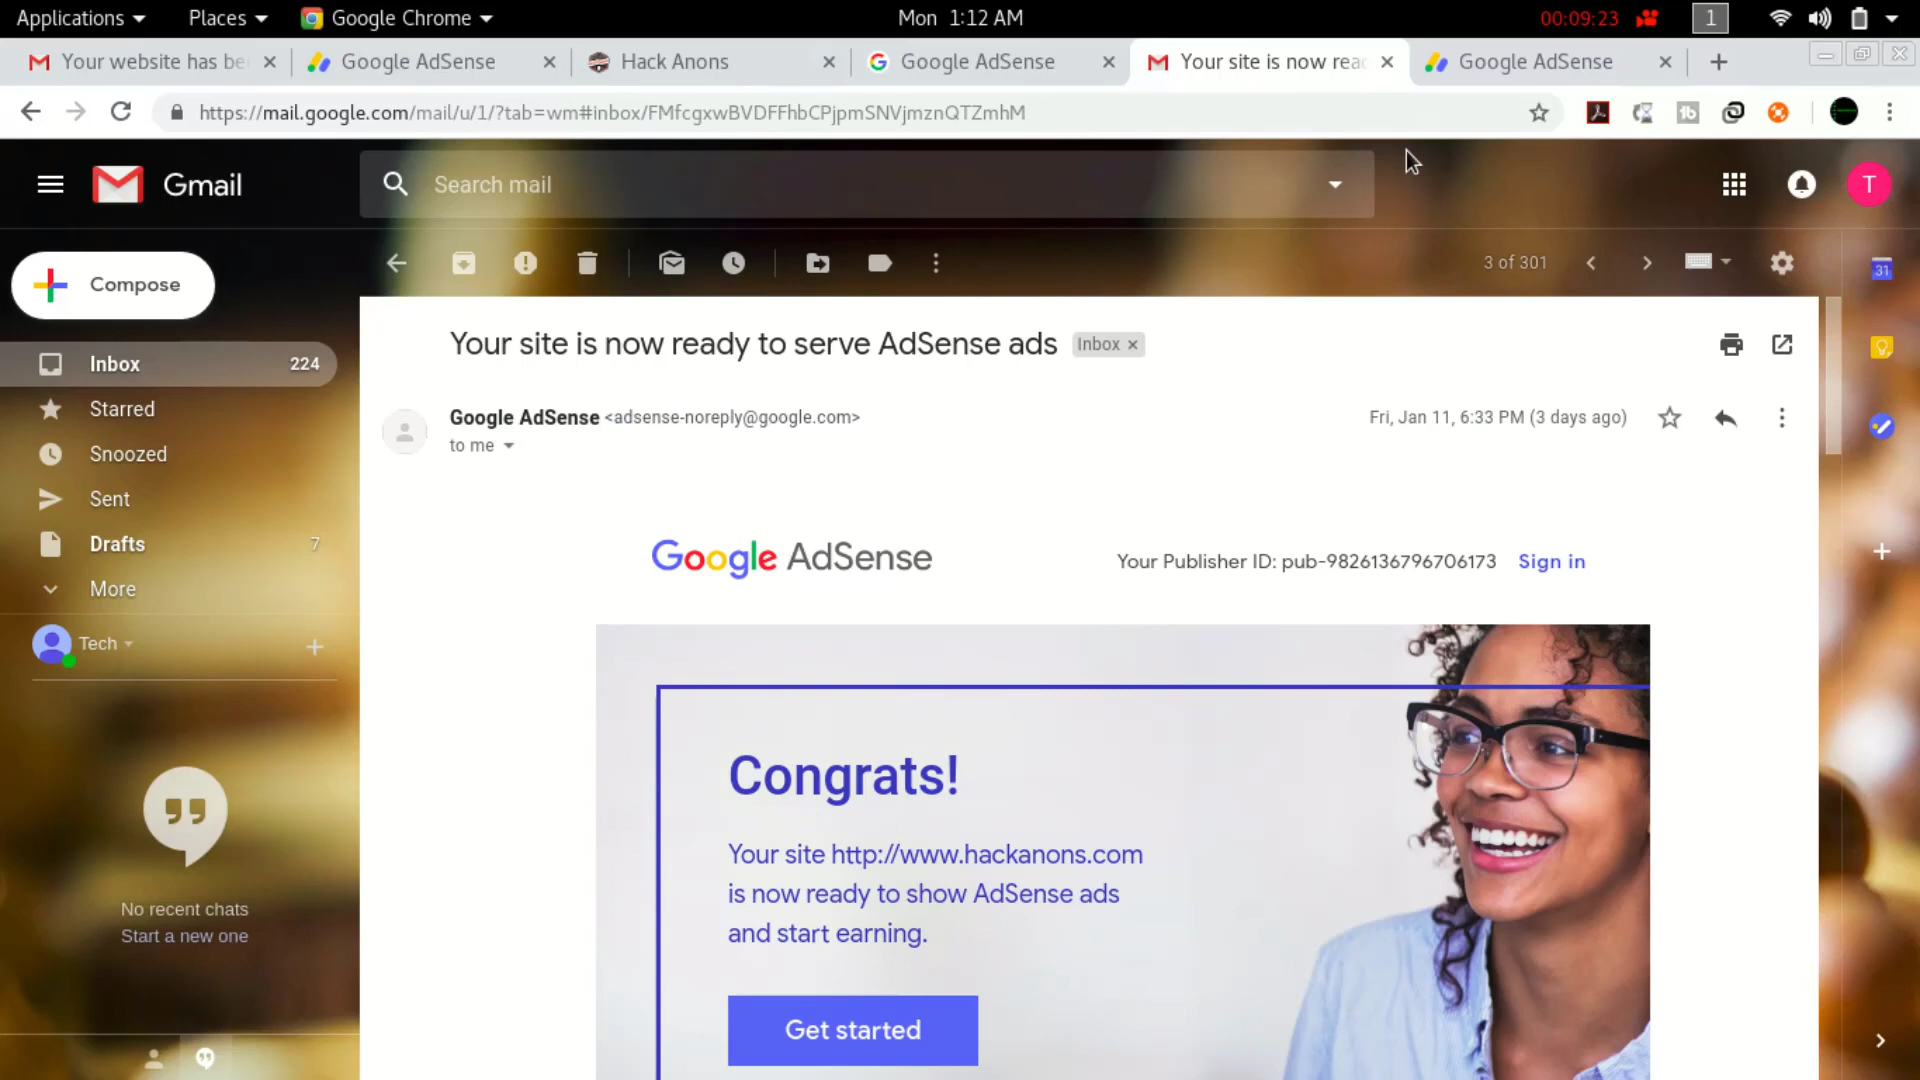 Applications Places Google Chrome Mon 1:12 AM 00:09:23 1
Your website has be Google AdSense Hack Anons Google AdSense Your site is now rea Google AdSense
https://mail.google.com/mail/u/1/?tab=wm#inbox/FMfcgxwBVDFFhbCPjpmSNVjmznQTZmhM
Gmail Search mail T
Compose
3 of 301
31
Inbox 224
Starred
Snoozed
Sent
Drafts 7
More
Tech
No recent chats
Start a new one
Your site is now ready to serve AdSense ads Inbox ×
Google AdSense <adsense-noreply@google.com> Fri, Jan 11, 6:33 PM (3 days ago)
to me
Google AdSense Your Publisher ID: pub-9826136796706173 Sign in
Congrats!
Your site http://www.hackanons.com
is now ready to show AdSense ads
and start earning.
Get started